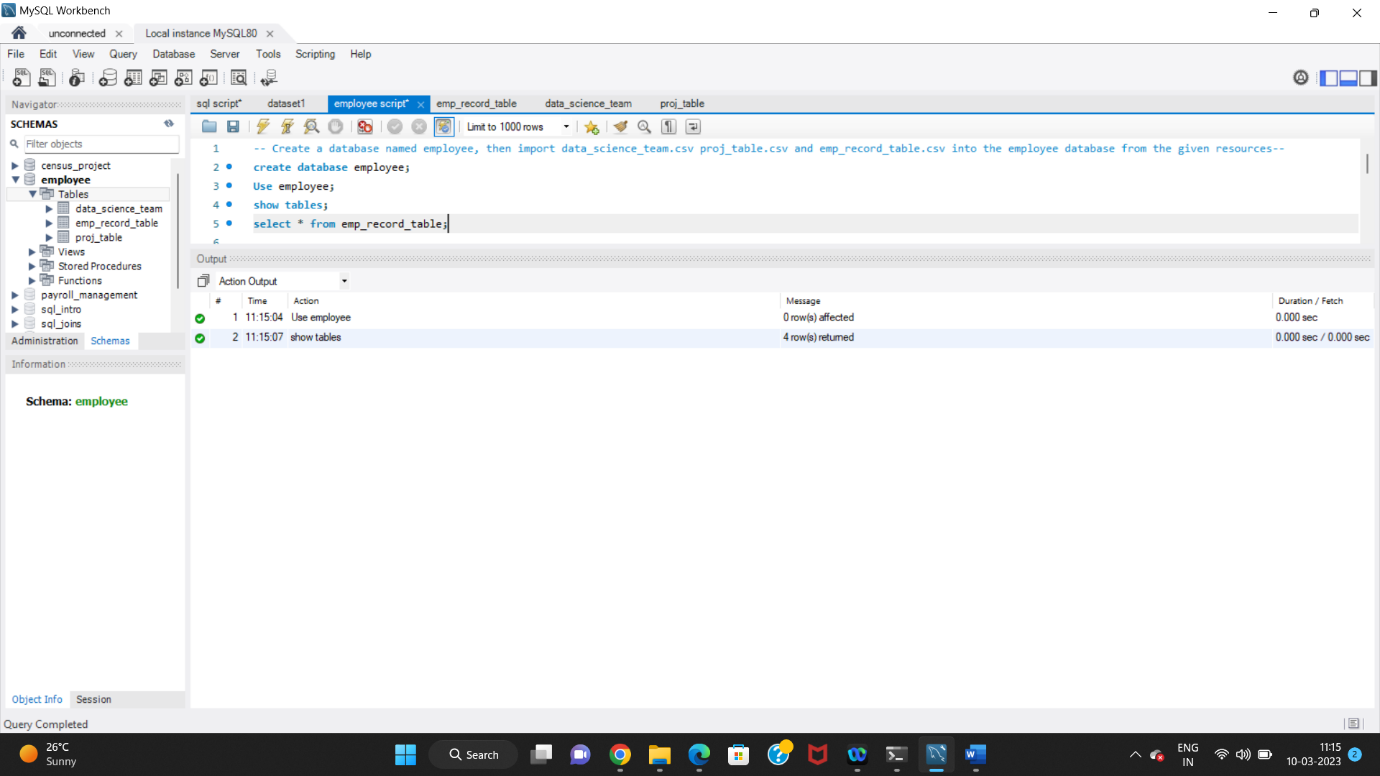 MySQL Workbench
unconnected
Local instance MySQL80
File Edit View Query Database Server Tools Scripting Help
Navigator
SCHEMAS
Filter objects
census_project
employee
Tables
data_science_team
emp_record_table
proj_table
Views
Stored Procedures
Functions
payroll_management
sql_intro
sql_joins
Administration Schemas
Information
Schema: employee
Object Info Session
sql script* dataset1 employee script* emp_record_table data_science_team proj_table
Limit to 1000 rows
1 -- Create a database named employee, then import data_science_team.csv proj_table.csv and emp_record_table.csv into the employee database from the given resources--
2 create database employee;
3 Use employee;
4 show tables;
5 select * from emp_record_table;
6
Output
Action Output
# Time Action Message Duration / Fetch
1 11:15:04 Use employee 0 row(s) affected 0.000 sec
2 11:15:07 show tables 4 row(s) returned 0.000 sec / 0.000 sec
Query Completed
26°C
Sunny
Search
ENG
IN
11:15
10-03-2023
2